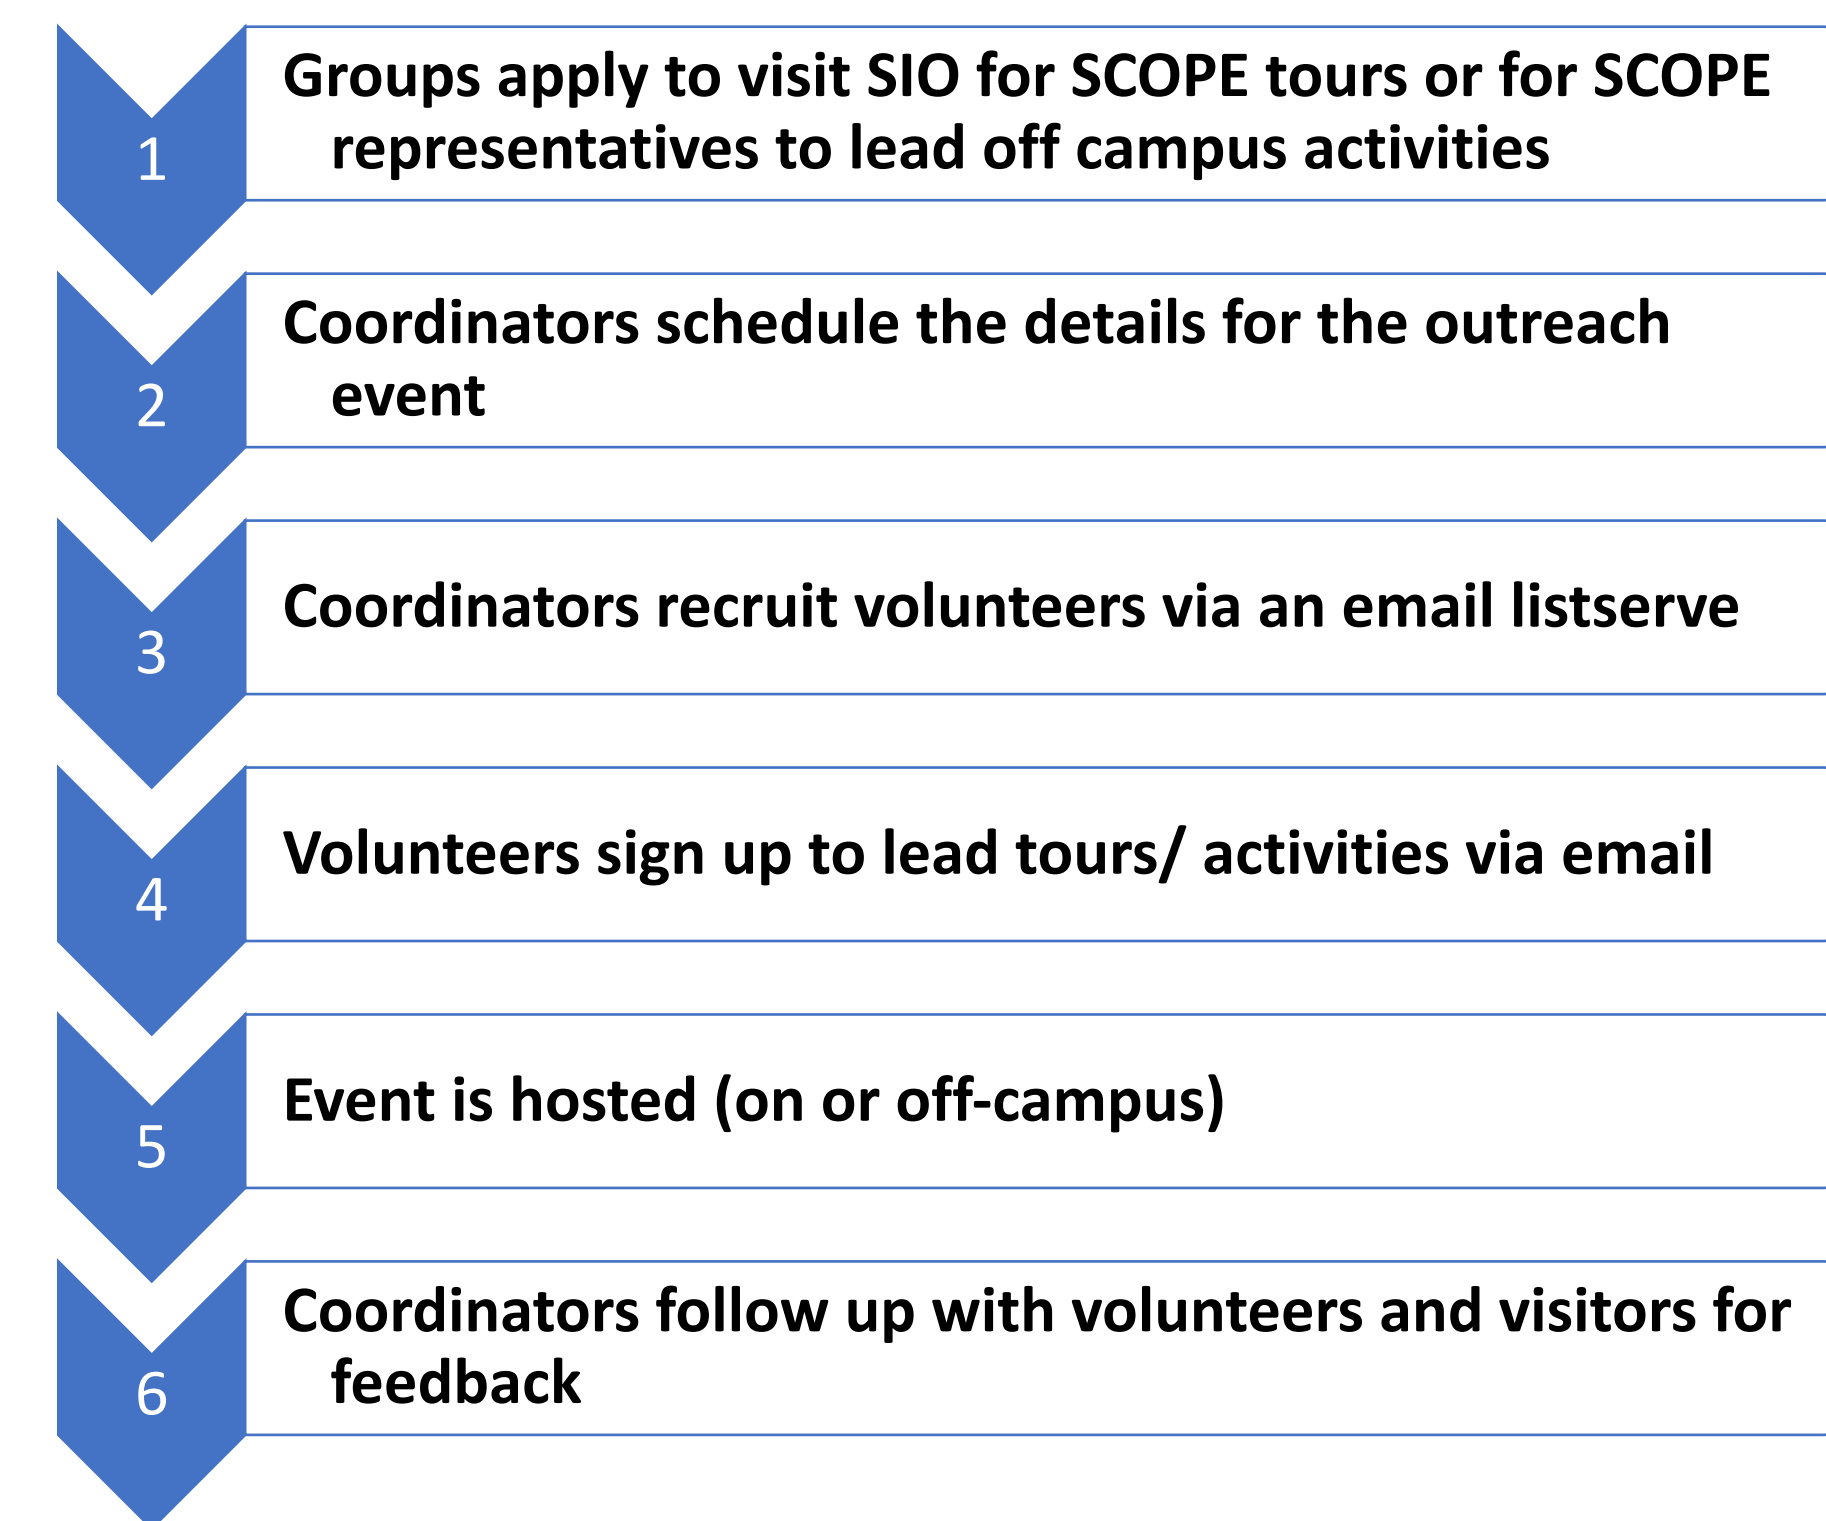 1
Groups apply to visit SIO for SCOPE tours or for SCOPE
representatives to lead off campus activities
2
Coordinators schedule the details for the outreach
event
3
Coordinators recruit volunteers via an email listserve
4
Volunteers sign up to lead tours/ activities via email
5
Event is hosted (on or off-campus)
6
Coordinators follow up with volunteers and visitors for
feedback